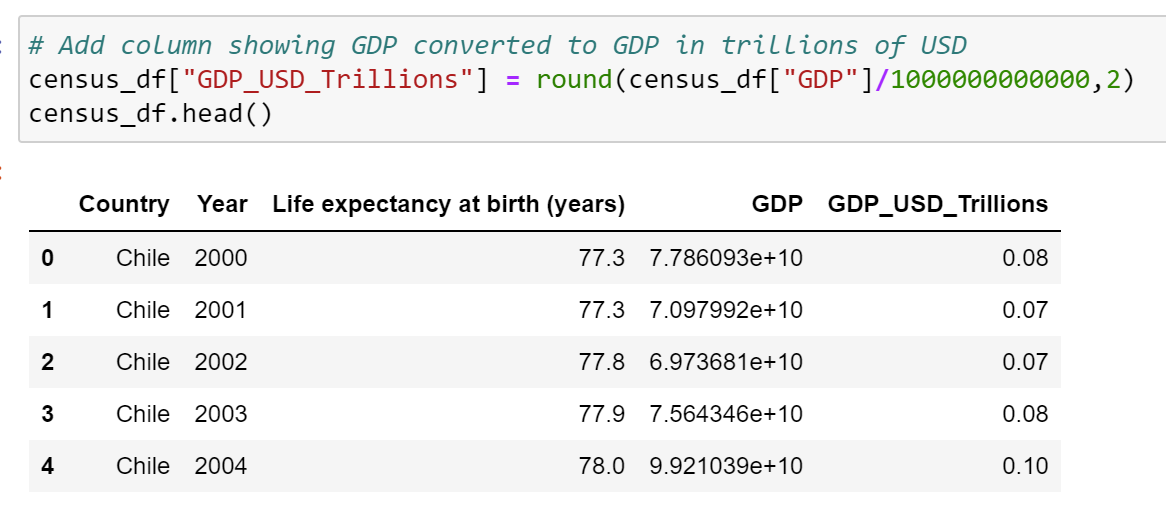 # Add column showing GDP converted to GDP in trillions of USD
census_df["GDP_USD_Trillions"] = round(census_df["GDP"]/1000000000000,2)
census_df.head()
Country Year Life expectancy at birth (years) GDP GDP_USD_Trillions
0 Chile 2000 77.3 7.786093e+10 0.08
1 Chile 2001 77.3 7.097992e+10 0.07
2 Chile 2002 77.8 6.973681e+10 0.07
3 Chile 2003 77.9 7.564346e+10 0.08
4 Chile 2004 78.0 9.921039e+10 0.10